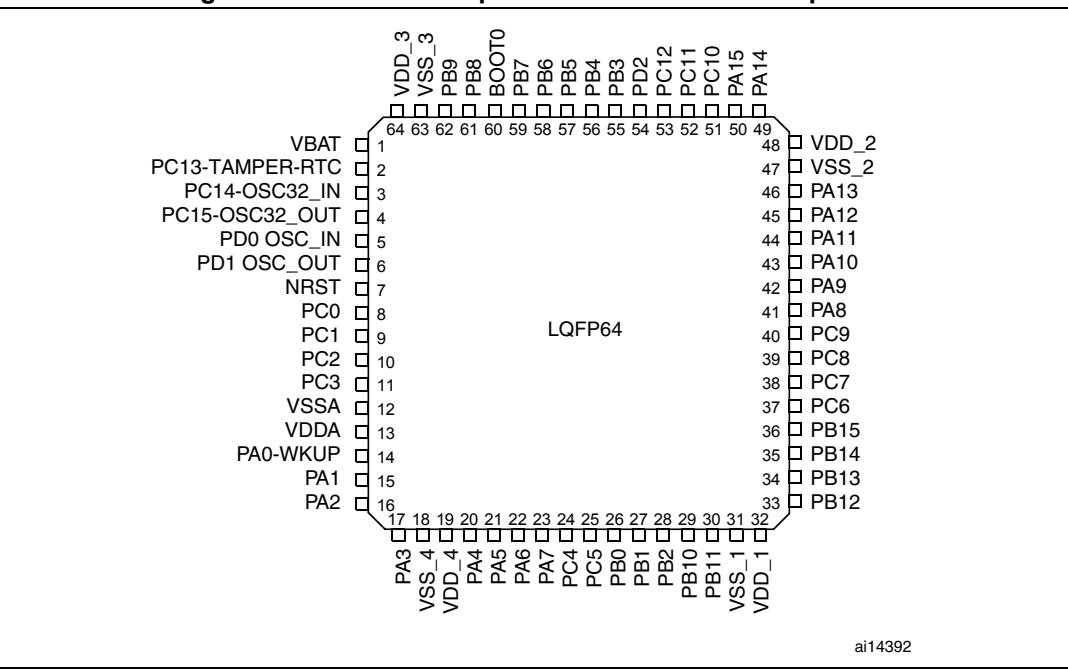 VDD_3
VSS_3
PB9
PB8
BOOT0
PB7
PB6
PB5
PB4
PB3
PD2
PC12
PC11
PC10
PA15
PA14
64 63 62 61 60 59 58 57 56 55 54 53 52 51 50 49
VBAT 1 48 VDD_2
PC13-TAMPER-RTC 2 47 VSS_2
PC14-OSC32_IN 3 46 PA13
PC15-OSC32_OUT 4 45 PA12
PD0 OSC_IN 5 44 PA11
PD1 OSC_OUT 6 43 PA10
NRST 7 42 PA9
PC0 8 41 PA8
PC1 9 40 PC9
LQFP64
PC2 10 39 PC8
PC3 11 38 PC7
VSSA 12 37 PC6
VDDA 13 36 PB15
PA0-WKUP 14 35 PB14
PA1 15 34 PB13
PA2 16 33 PB12
17 18 19 20 21 22 23 24 25 26 27 28 29 30 31 32
PA3
VSS_4
VDD_4
PA4
PA5
PA6
PA7
PC4
PC5
PB0
PB1
PB2
PB10
PB11
VSS_1
VDD_1
ai14392